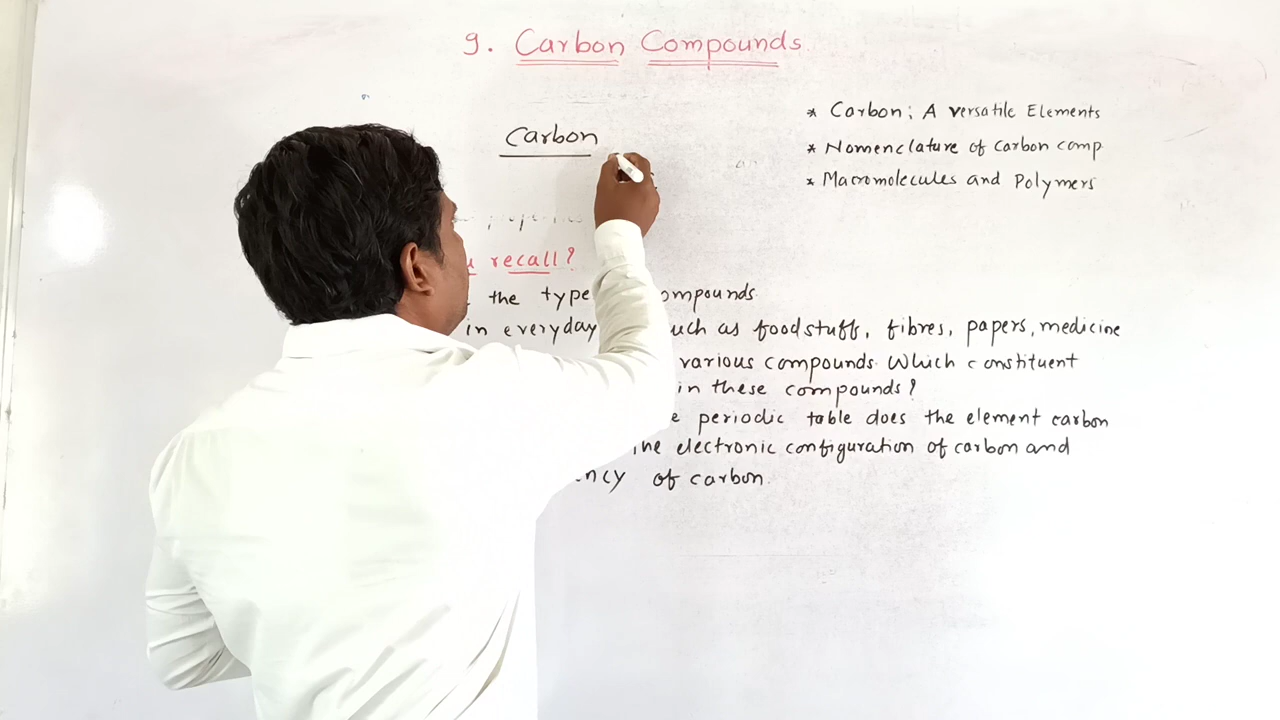 9. Carbon Compounds
Carbon
* Carbon; A versatile Elements
* Nomenclature of Carbon comp
* Macromolecules and Polymers
recall?
the type ompounds
in everyday uch as foodstuff, fibres, papers, medicine
various compounds. Which constituent
in these compounds?
periodic table does the element carbon
the electronic configuration of carbon and
ncy of carbon.